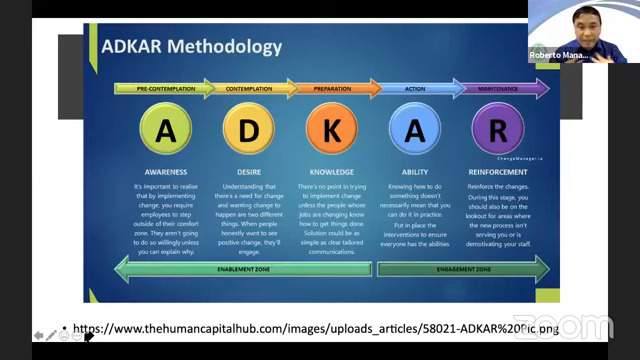 ADKAR Methodology
Roberto Mana...
PRE-CONTEMPLATION
CONTEMPLATION
PREPARATION
ACTION
MAINTENANCE
A
D
K
A
R
ChangeManager.io
AWARENESS
It's important to realise
that by implementing
change, you require
employees to step
outside of their comfort
zone. They aren't going
to do so willingly unless
you can explain why.
DESIRE
Understanding that
there's a need for change
and wanting change to
happen are two different
things. When people
honestly want to see
positive change, they'll
engage.
KNOWLEDGE
There's no point in trying
to implement change
unless the people whose
jobs are changing know
how to get things done.
Solution could be as
simple as clear tailored
communications.
ABILITY
Knowing how to do
something doesn't
necessarily mean that you
can do it in practice.
Put in place the
interventions to ensure
everyone has the abilities
REINFORCEMENT
Reinforce the changes.
During this stage, you
should also be on the
lookout for areas where
the new process isn't
serving you or is
demotivating your staff.
ENABLEMENT ZONE
ENGAGEMENT ZONE
• https://www.thehumancapitalhub.com/images/uploads_articles/58021-ADKAR%20Pic.png
zoom